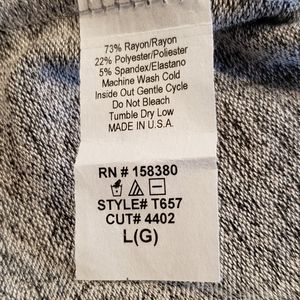 73% Rayon/Rayon
22% Polyester/Poliester
5% Spandex/Elastano
Machine Wash Cold
Inside Out Gentle Cycle
Do Not Bleach
Tumble Dry Low
MADE IN U.S.A.
RN # 158380
STYLE# T657
CUT# 4402
L(G)